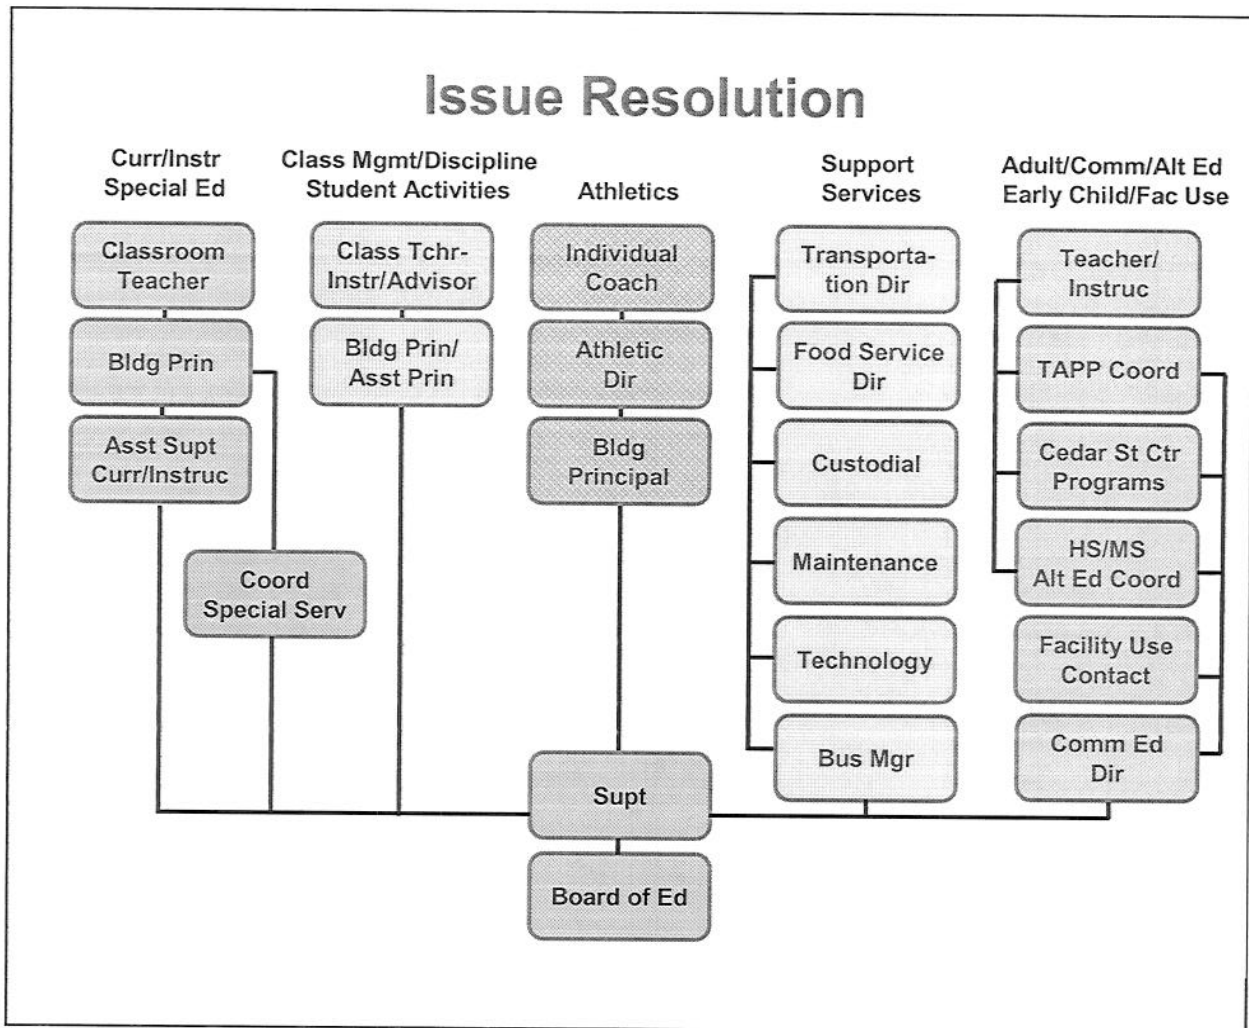 Issue Resolution
Curr/Instr
Special Ed
Classroom
Teacher
Bldg Prin
Asst Supt
Curr/Instruc
Coord
Special Serv
Class Mgmt/Discipline
Student Activities
Class Tchr-
Instr/Advisor
Bldg Prin/
Asst Prin
Athletics
Individual
Coach
Athletic
Dir
Bldg
Principal
Support
Services
Transporta-
tion Dir
Food Service
Dir
Custodial
Maintenance
Technology
Bus Mgr
Adult/Comm/Alt Ed
Early Child/Fac Use
Teacher/
Instruc
TAPP Coord
Cedar St Ctr
Programs
HS/MS
Alt Ed Coord
Facility Use
Contact
Comm Ed
Dir
Supt
Board of Ed